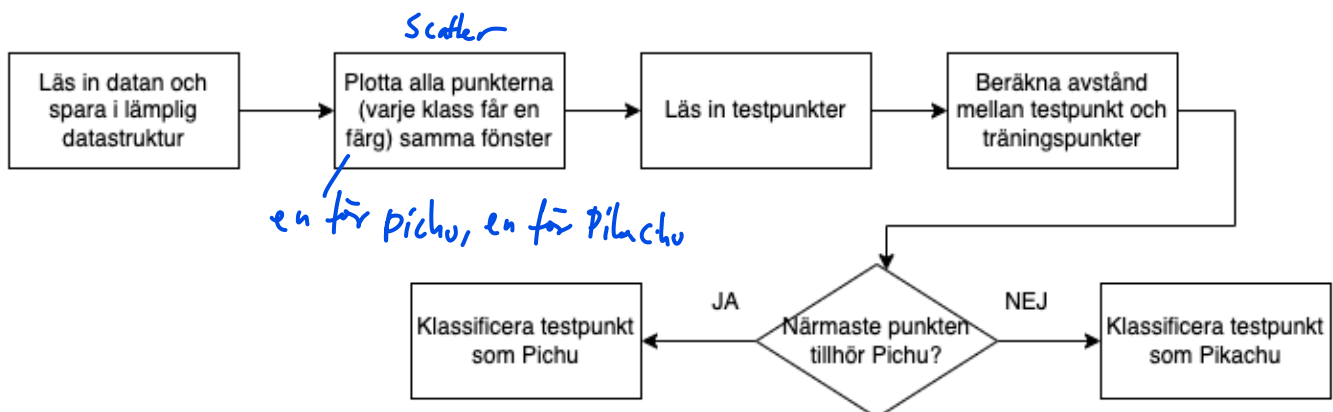 Scatter
Läs in datan och
spara i lämplig
datastruktur
Plotta alla punkterna
(varje klass får en
färg) samma fönster
Läs in testpunkter
Beräkna avstånd
mellan testpunkt och
träningspunkter
en för pichu, en för Pikachu
JA
NEJ
Klassificera testpunkt
som Pichu
Närmaste punkten
tillhör Pichu?
Klassificera testpunkt
som Pikachu